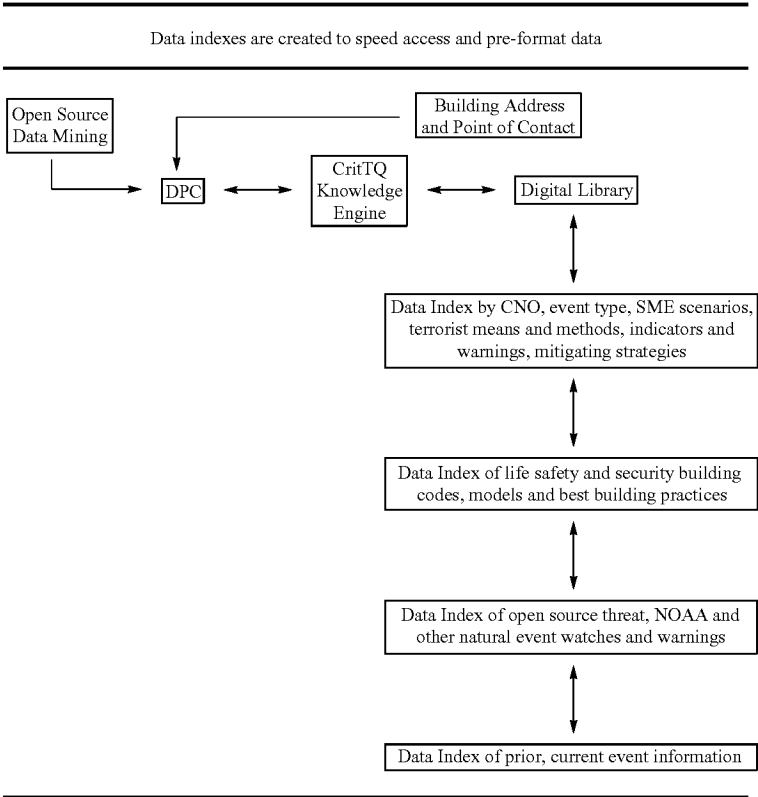 Data indexes are created to speed access and pre-format data
Open Source
Data Mining
Building Address
and Point of Contact
DPC
CritTQ
Knowledge
Engine
Digital Library
Data Index by CNO, event type, SME scenarios,
terrorist means and methods, indicators and
warnings, mitigating strategies
Data Index of life safety and security building
codes, models and best building practices
Data Index of open source threat, NOAA and
other natural event watches and warnings
Data Index of prior, current event information